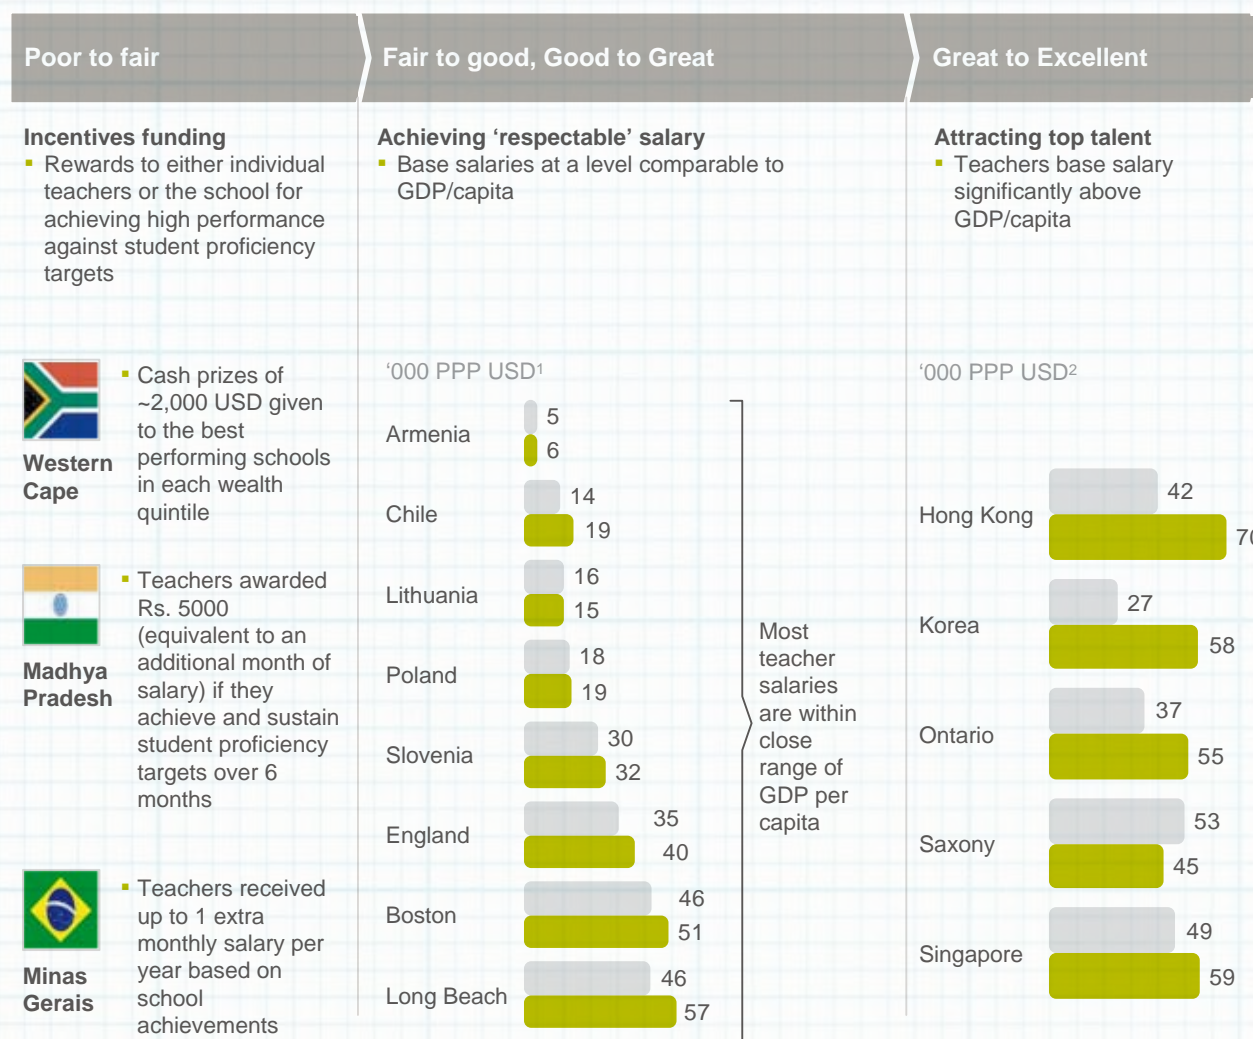 Poor to fair
Fair to good, Good to Great
Great to Excellent
Incentives funding
▪ Rewards to either individual
teachers or the school for
achieving high performance
against student proficiency
targets
Western
Cape
▪ Cash prizes of
~2,000 USD given
to the best
performing schools
in each wealth
quintile
Madhya
Pradesh
▪ Teachers awarded
Rs. 5000
(equivalent to an
additional month of
salary) if they
achieve and sustain
student proficiency
targets over 6
months
Minas
Gerais
▪ Teachers received
up to 1 extra
monthly salary per
year based on
school
achievements
Achieving ‘respectable’ salary
▪ Base salaries at a level comparable to
GDP/capita
‘000 PPP USD¹
Armenia
5
6
Chile
14
19
Lithuania
16
15
Poland
18
19
Slovenia
30
32
England
35
40
Boston
46
51
Long Beach
46
57
Most
teacher
salaries
are within
close
range of
GDP per
capita
Attracting top talent
▪ Teachers base salary
significantly above
GDP/capita
‘000 PPP USD²
Hong Kong
42
70
Korea
27
58
Ontario
37
55
Saxony
53
45
Singapore
49
59